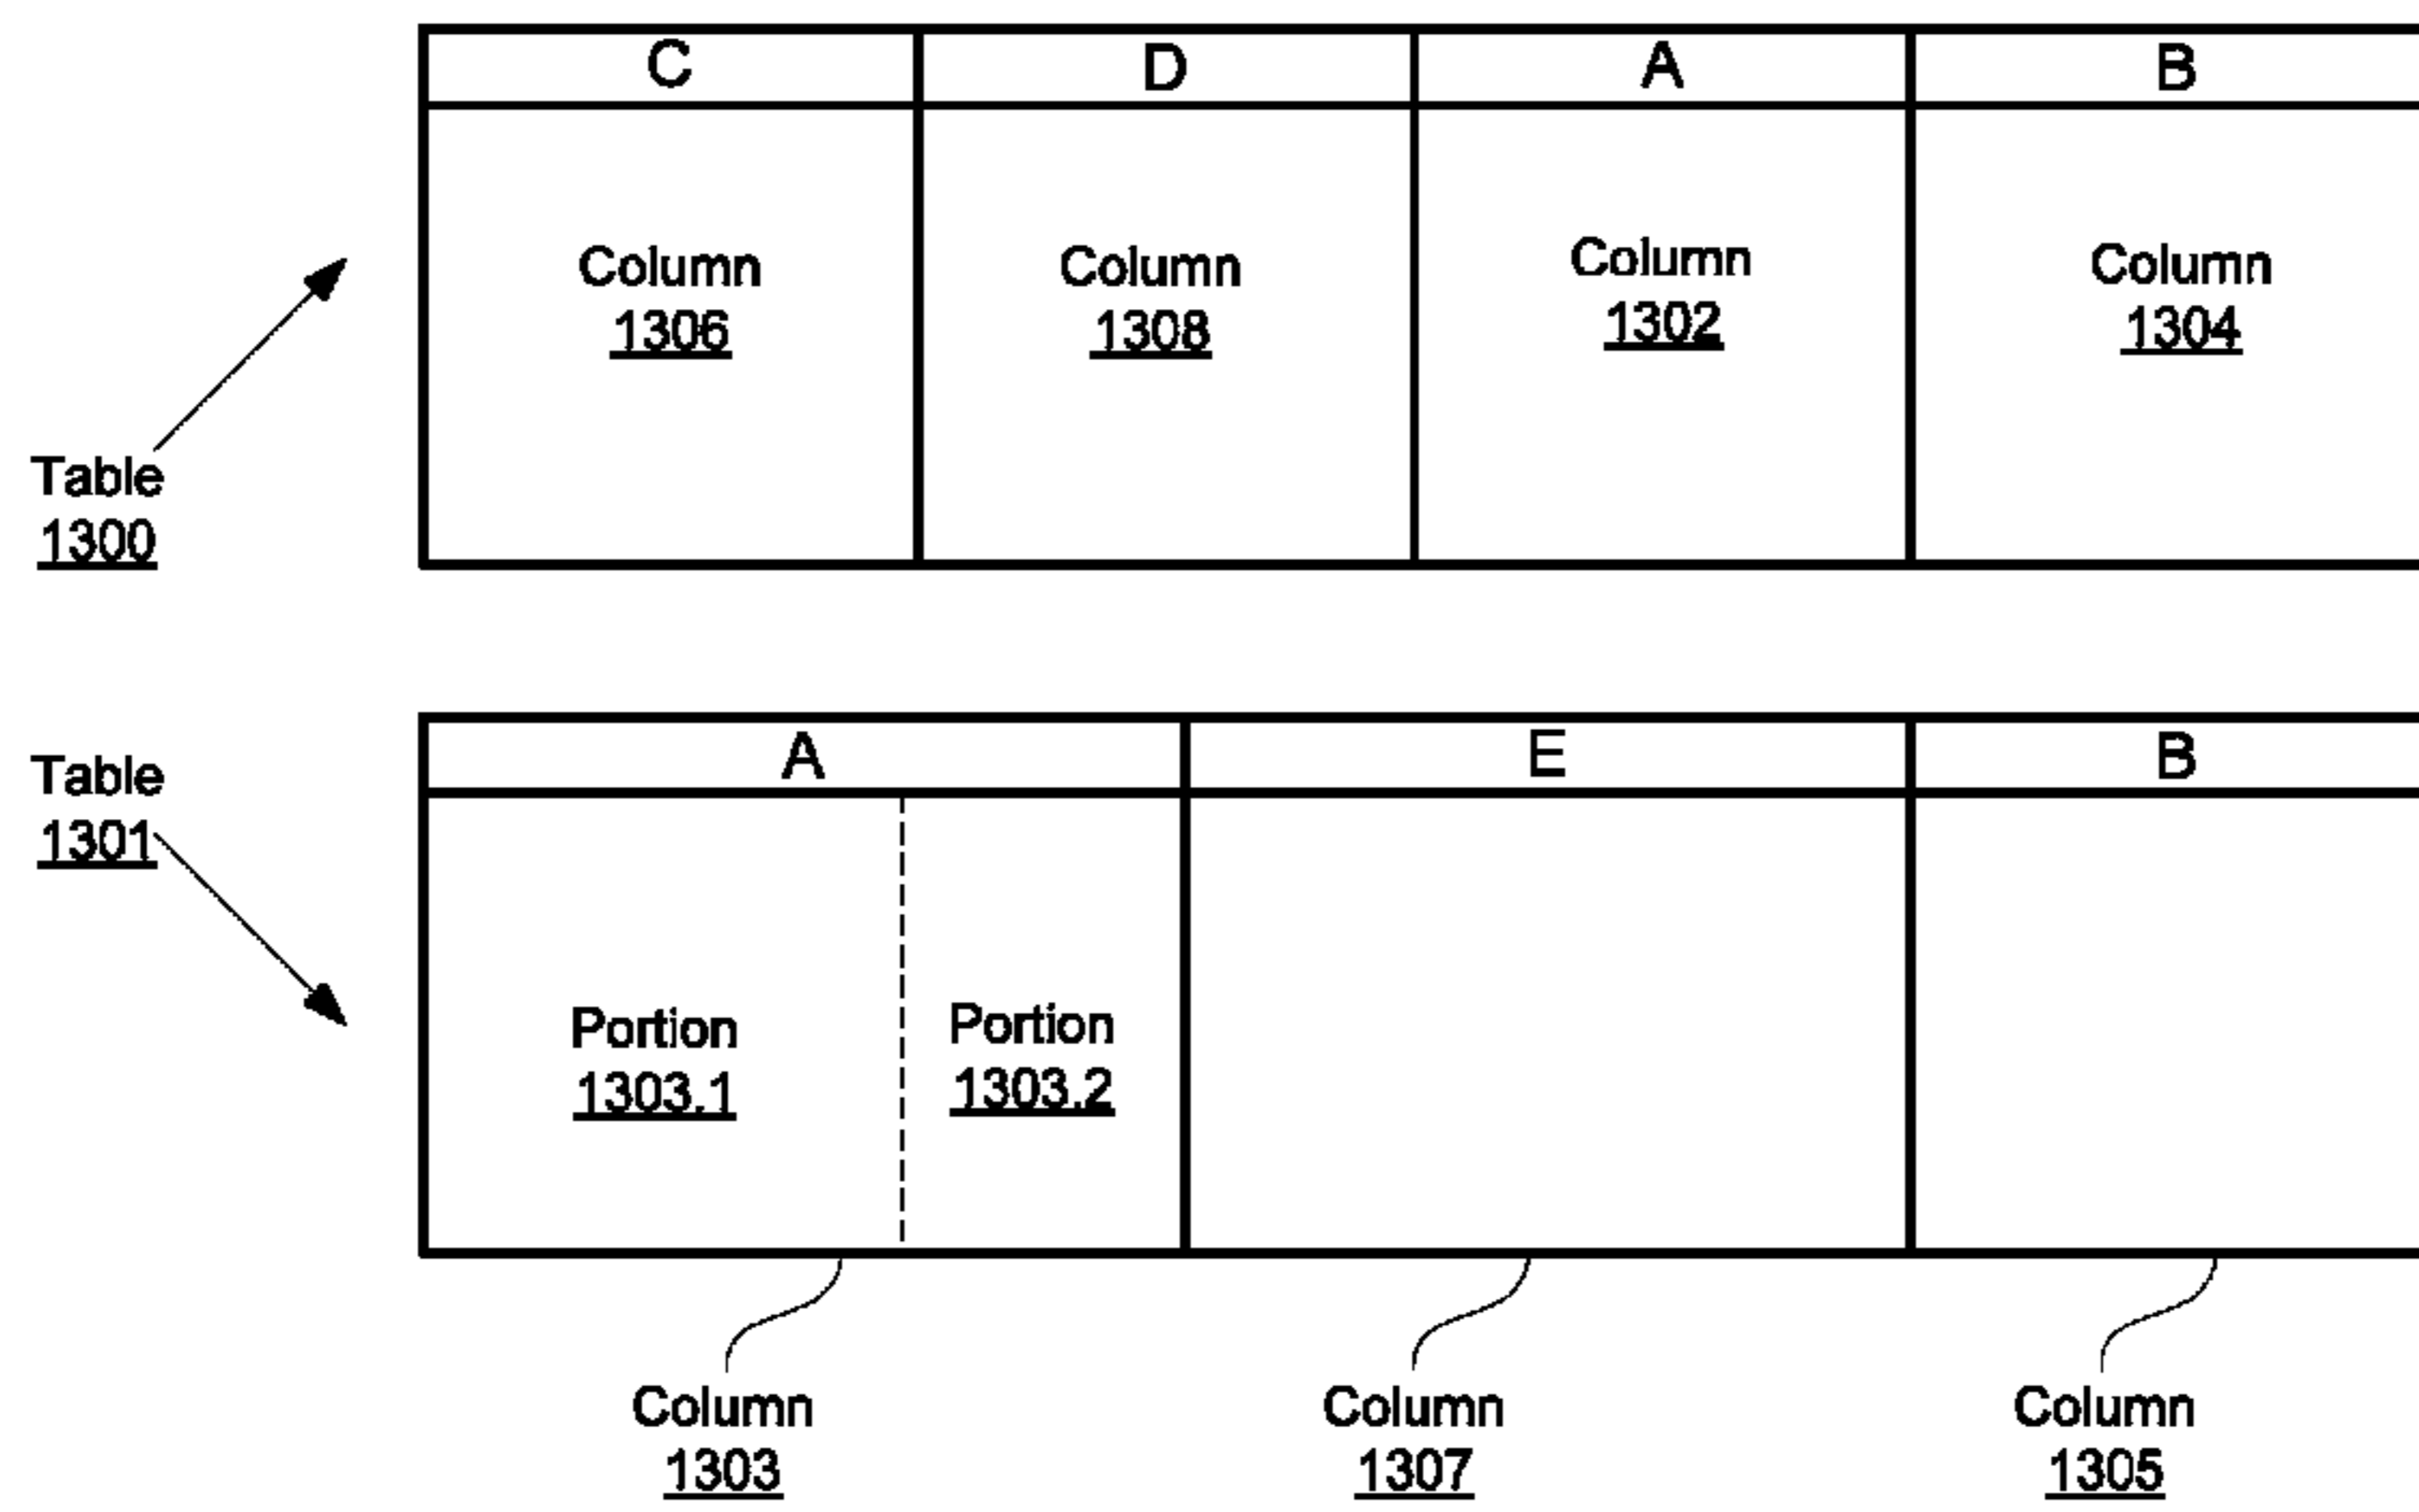 C D A B
Column Column Column Column
1306 1308 1302 1304
Table
1300
Table
1301
A E B
Portion Portion
1303.1 1303.2
Column Column Column
1303 1307 1305